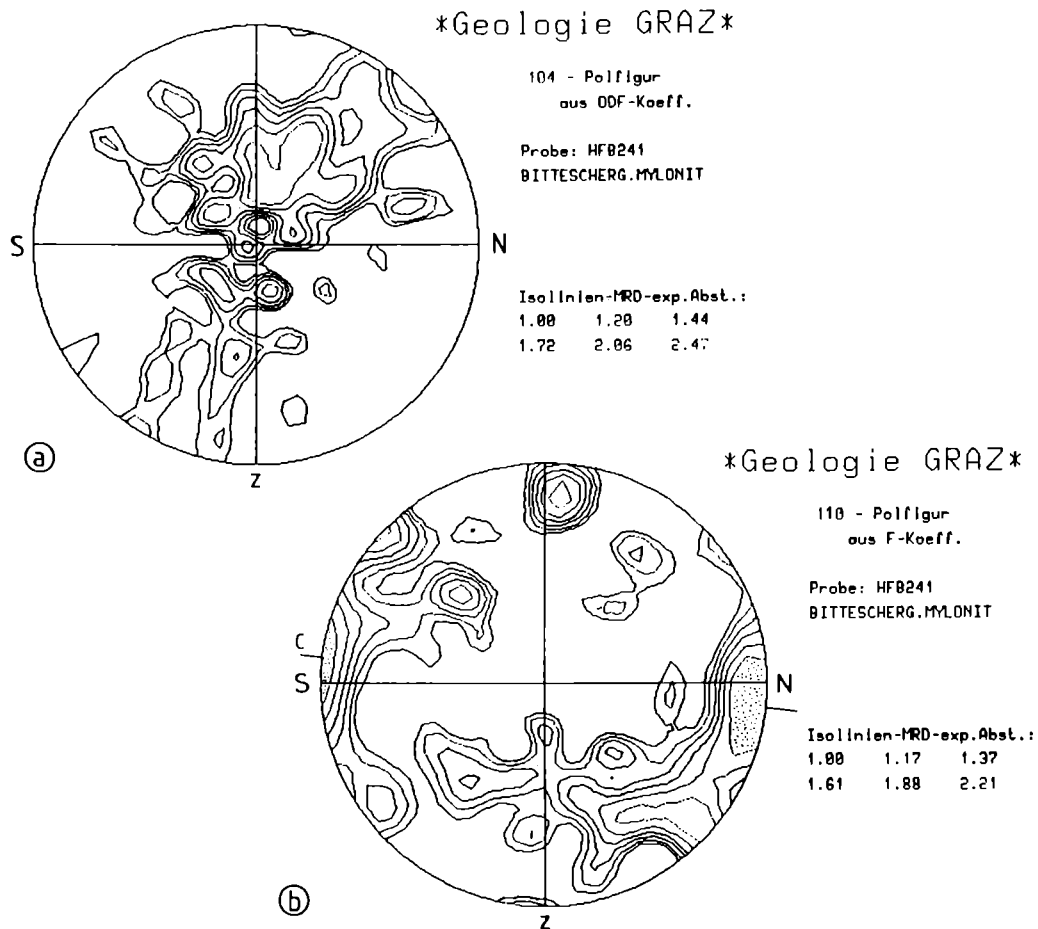 *Geologie GRAZ*
104 - Polfigur
aus ODF-Koeff.
Probe: HFB241
BITTESCHERG.MYLONIT
S
N
Isolinien-MRD-exp.Abst.:
1.00 1.20 1.44
1.72 2.06 2.47
a
Z
*Geologie GRAZ*
110 - Polfigur
aus F-Koeff.
Probe: HFB241
BITTESCHERG.MYLONIT
C
S
N
Isolinien-MRD-exp.Abst.:
1.00 1.17 1.37
1.61 1.88 2.21
b
Z